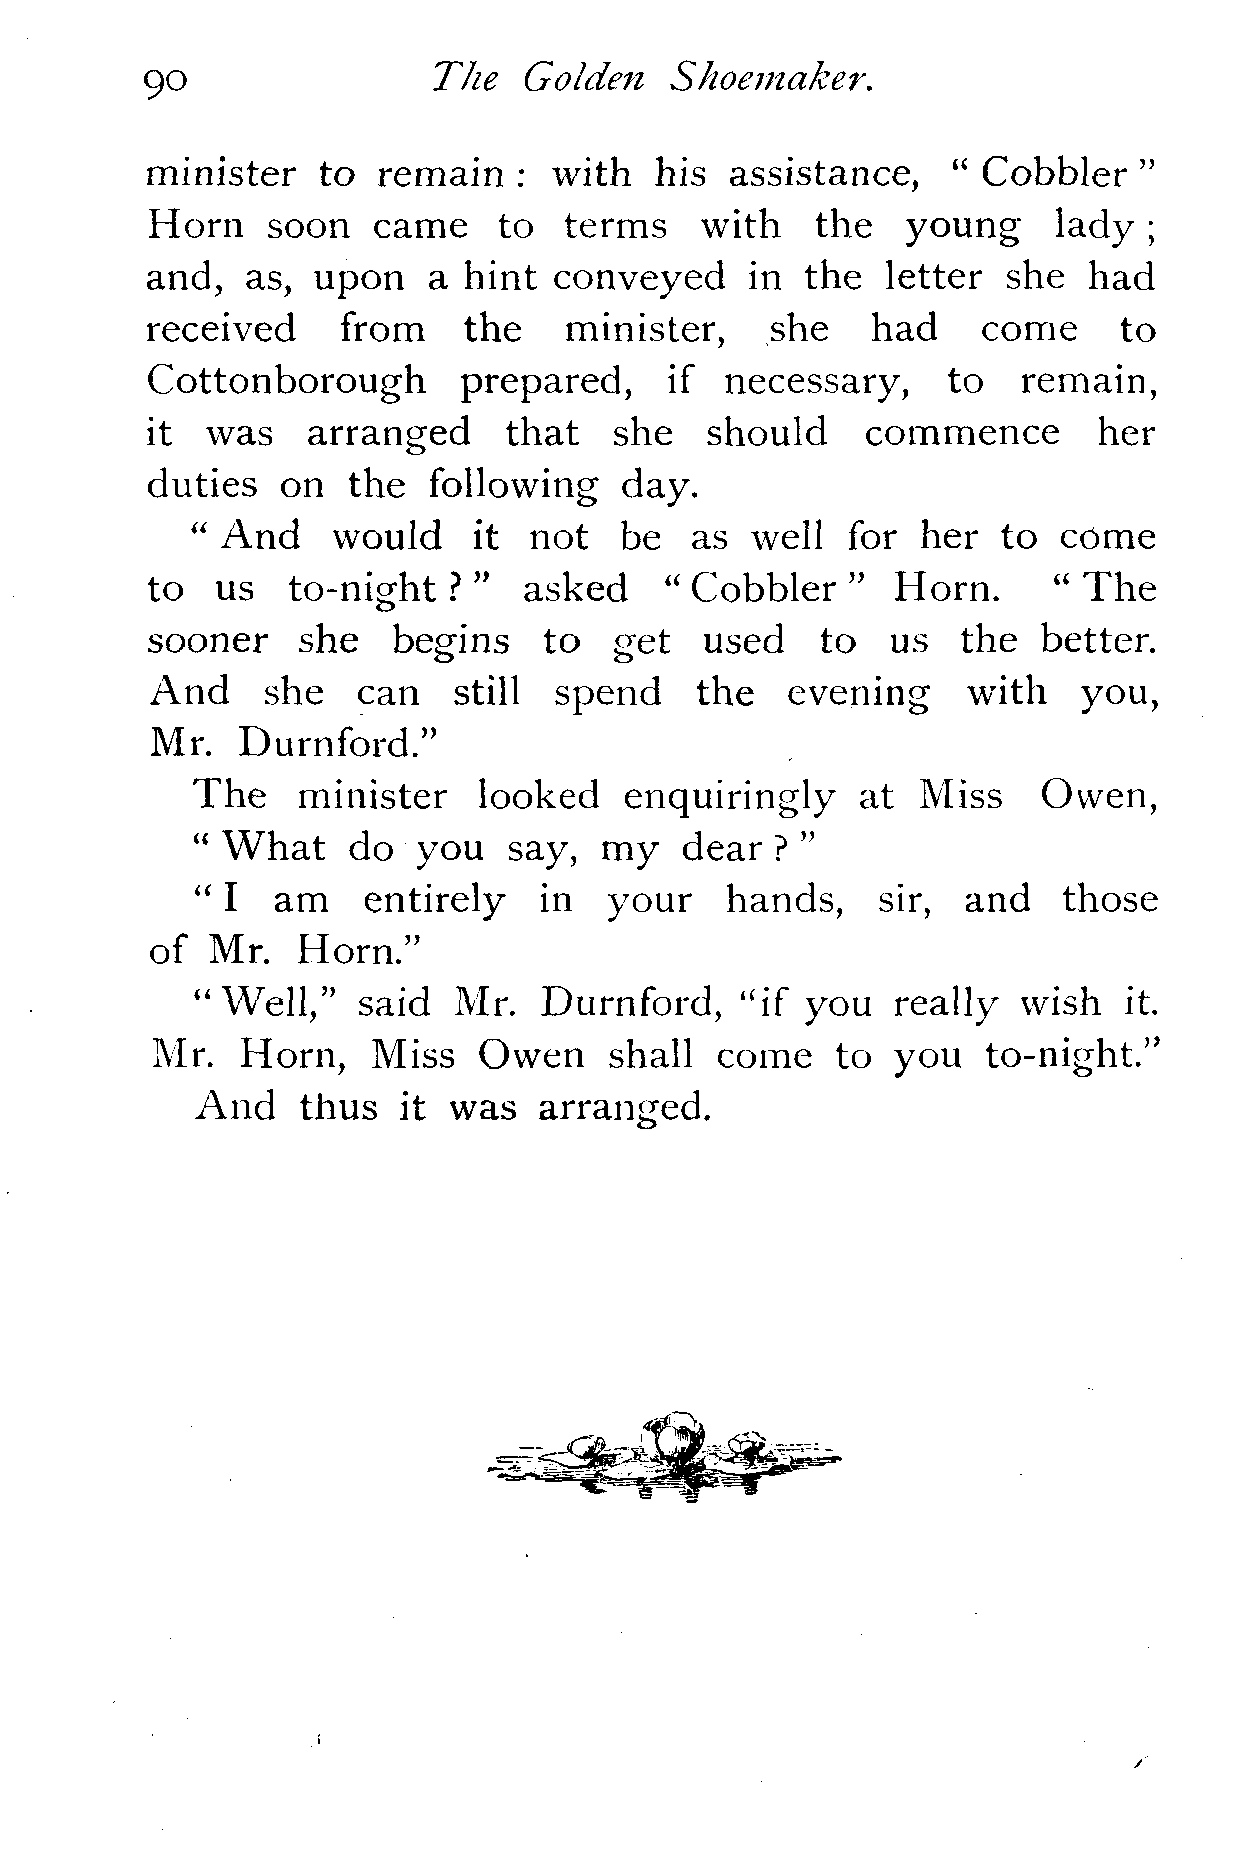 90 The Golden Shoemaker.
minister to remain : with his assistance, “ Cobbler ”
Horn soon came to terms with the young lady ;
and, as, upon a hint conveyed in the letter she had
received from the minister, she had come to
Cottonborough prepared, if necessary, to remain,
it was arranged that she should commence her
duties on the following day.
“ And would it not be as well for her to come
to us to-night ? ” asked “ Cobbler ” Horn. “ The
sooner she begins to get used to us the better.
And she can still spend the evening with you,
Mr. Durnford.”
The minister looked enquiringly at Miss Owen,
“ What do you say, my dear ? ”
“ I am entirely in your hands, sir, and those
of Mr. Horn.”
“ Well,” said Mr. Durnford, “if you really wish it.
Mr. Horn, Miss Owen shall come to you to-night.”
And thus it was arranged.